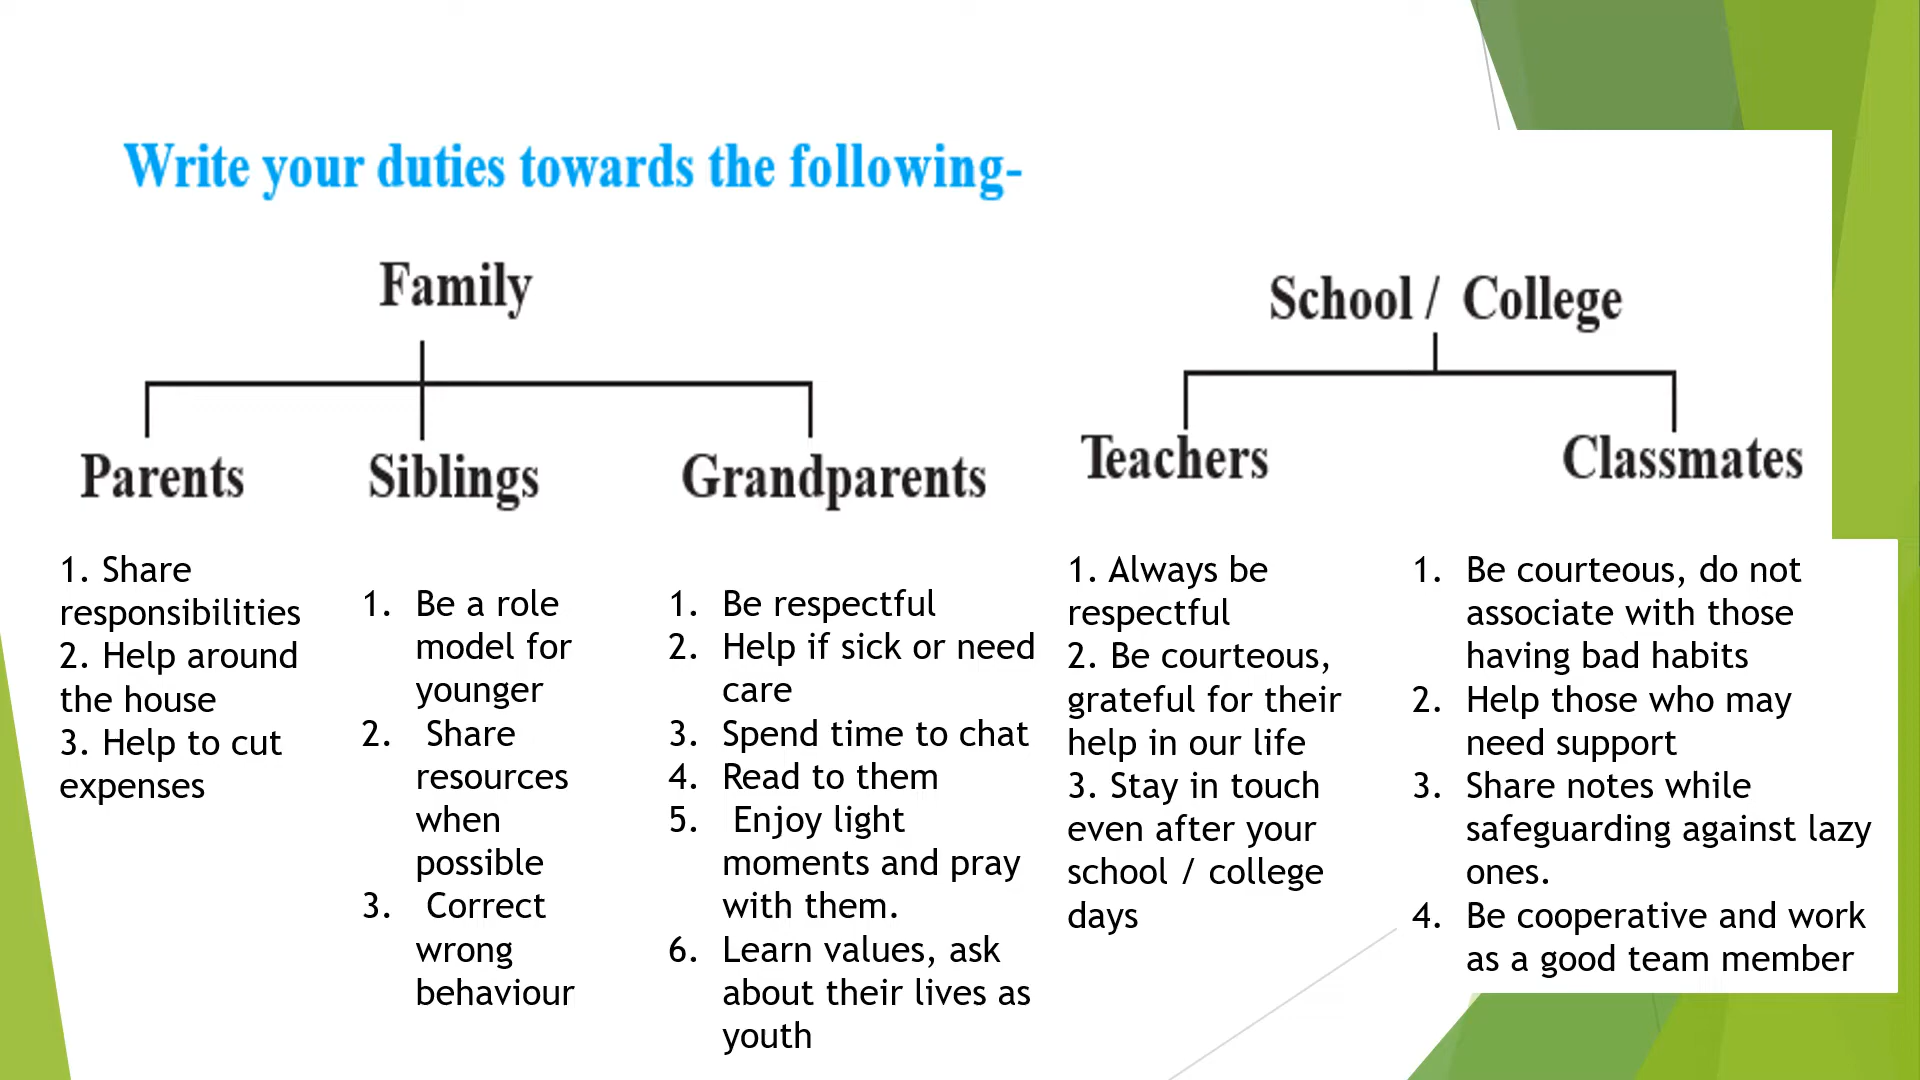 Write your duties towards the following-
Family
Parents
Siblings
Grandparents
School / College
Teachers
Classmates
1. Share
responsibilities
2. Help around
the house
3. Help to cut
expenses
1. Be a role
model for
younger
2. Share
resources
when
possible
3. Correct
wrong
behaviour
1. Be respectful
2. Help if sick or need
care
3. Spend time to chat
4. Read to them
5. Enjoy light
moments and pray
with them.
6. Learn values, ask
about their lives as
youth
1. Always be
respectful
2. Be courteous,
grateful for their
help in our life
3. Stay in touch
even after your
school / college
days
1. Be courteous, do not
associate with those
having bad habits
2. Help those who may
need support
3. Share notes while
safeguarding against lazy
ones.
4. Be cooperative and work
as a good team member